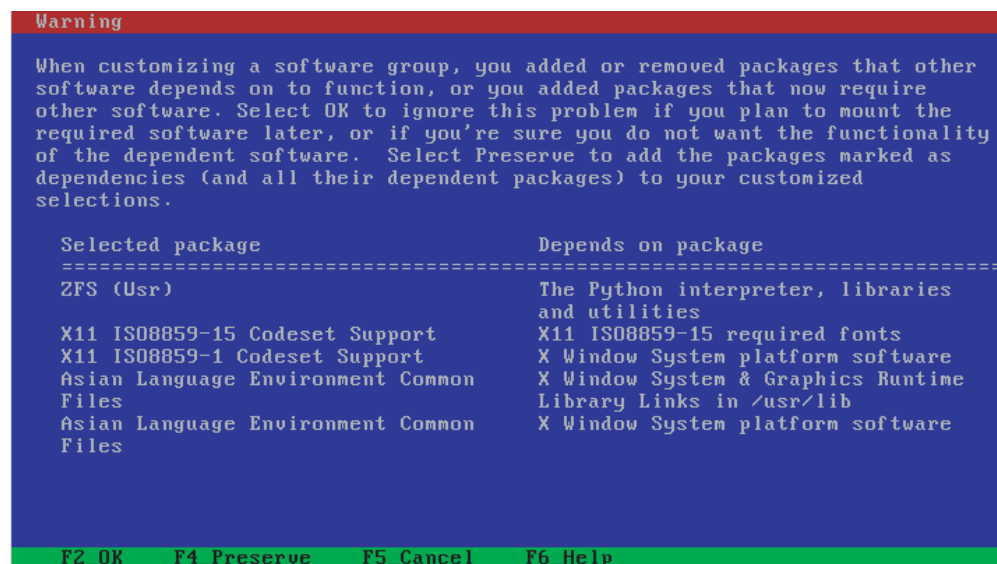 Warning
When customizing a software group, you added or removed packages that other
software depends on to function, or you added packages that now require
other software. Select OK to ignore this problem if you plan to mount the
required software later, or if you're sure you do not want the functionality
of the dependent software.  Select Preserve to add the packages marked as
dependencies (and all their dependent packages) to your customized
selections.
Selected package Depends on package
===========================================================================
ZFS (Usr) The Python interpreter, libraries
and utilities
X11 ISO8859-15 Codeset Support X11 ISO8859-15 required fonts
X11 ISO8859-1 Codeset Support X Window System platform software
Asian Language Environment Common X Window System & Graphics Runtime
Files Library Links in /usr/lib
Asian Language Environment Common X Window System platform software
Files
F2 OK F4 Preserve F5 Cancel F6 Help